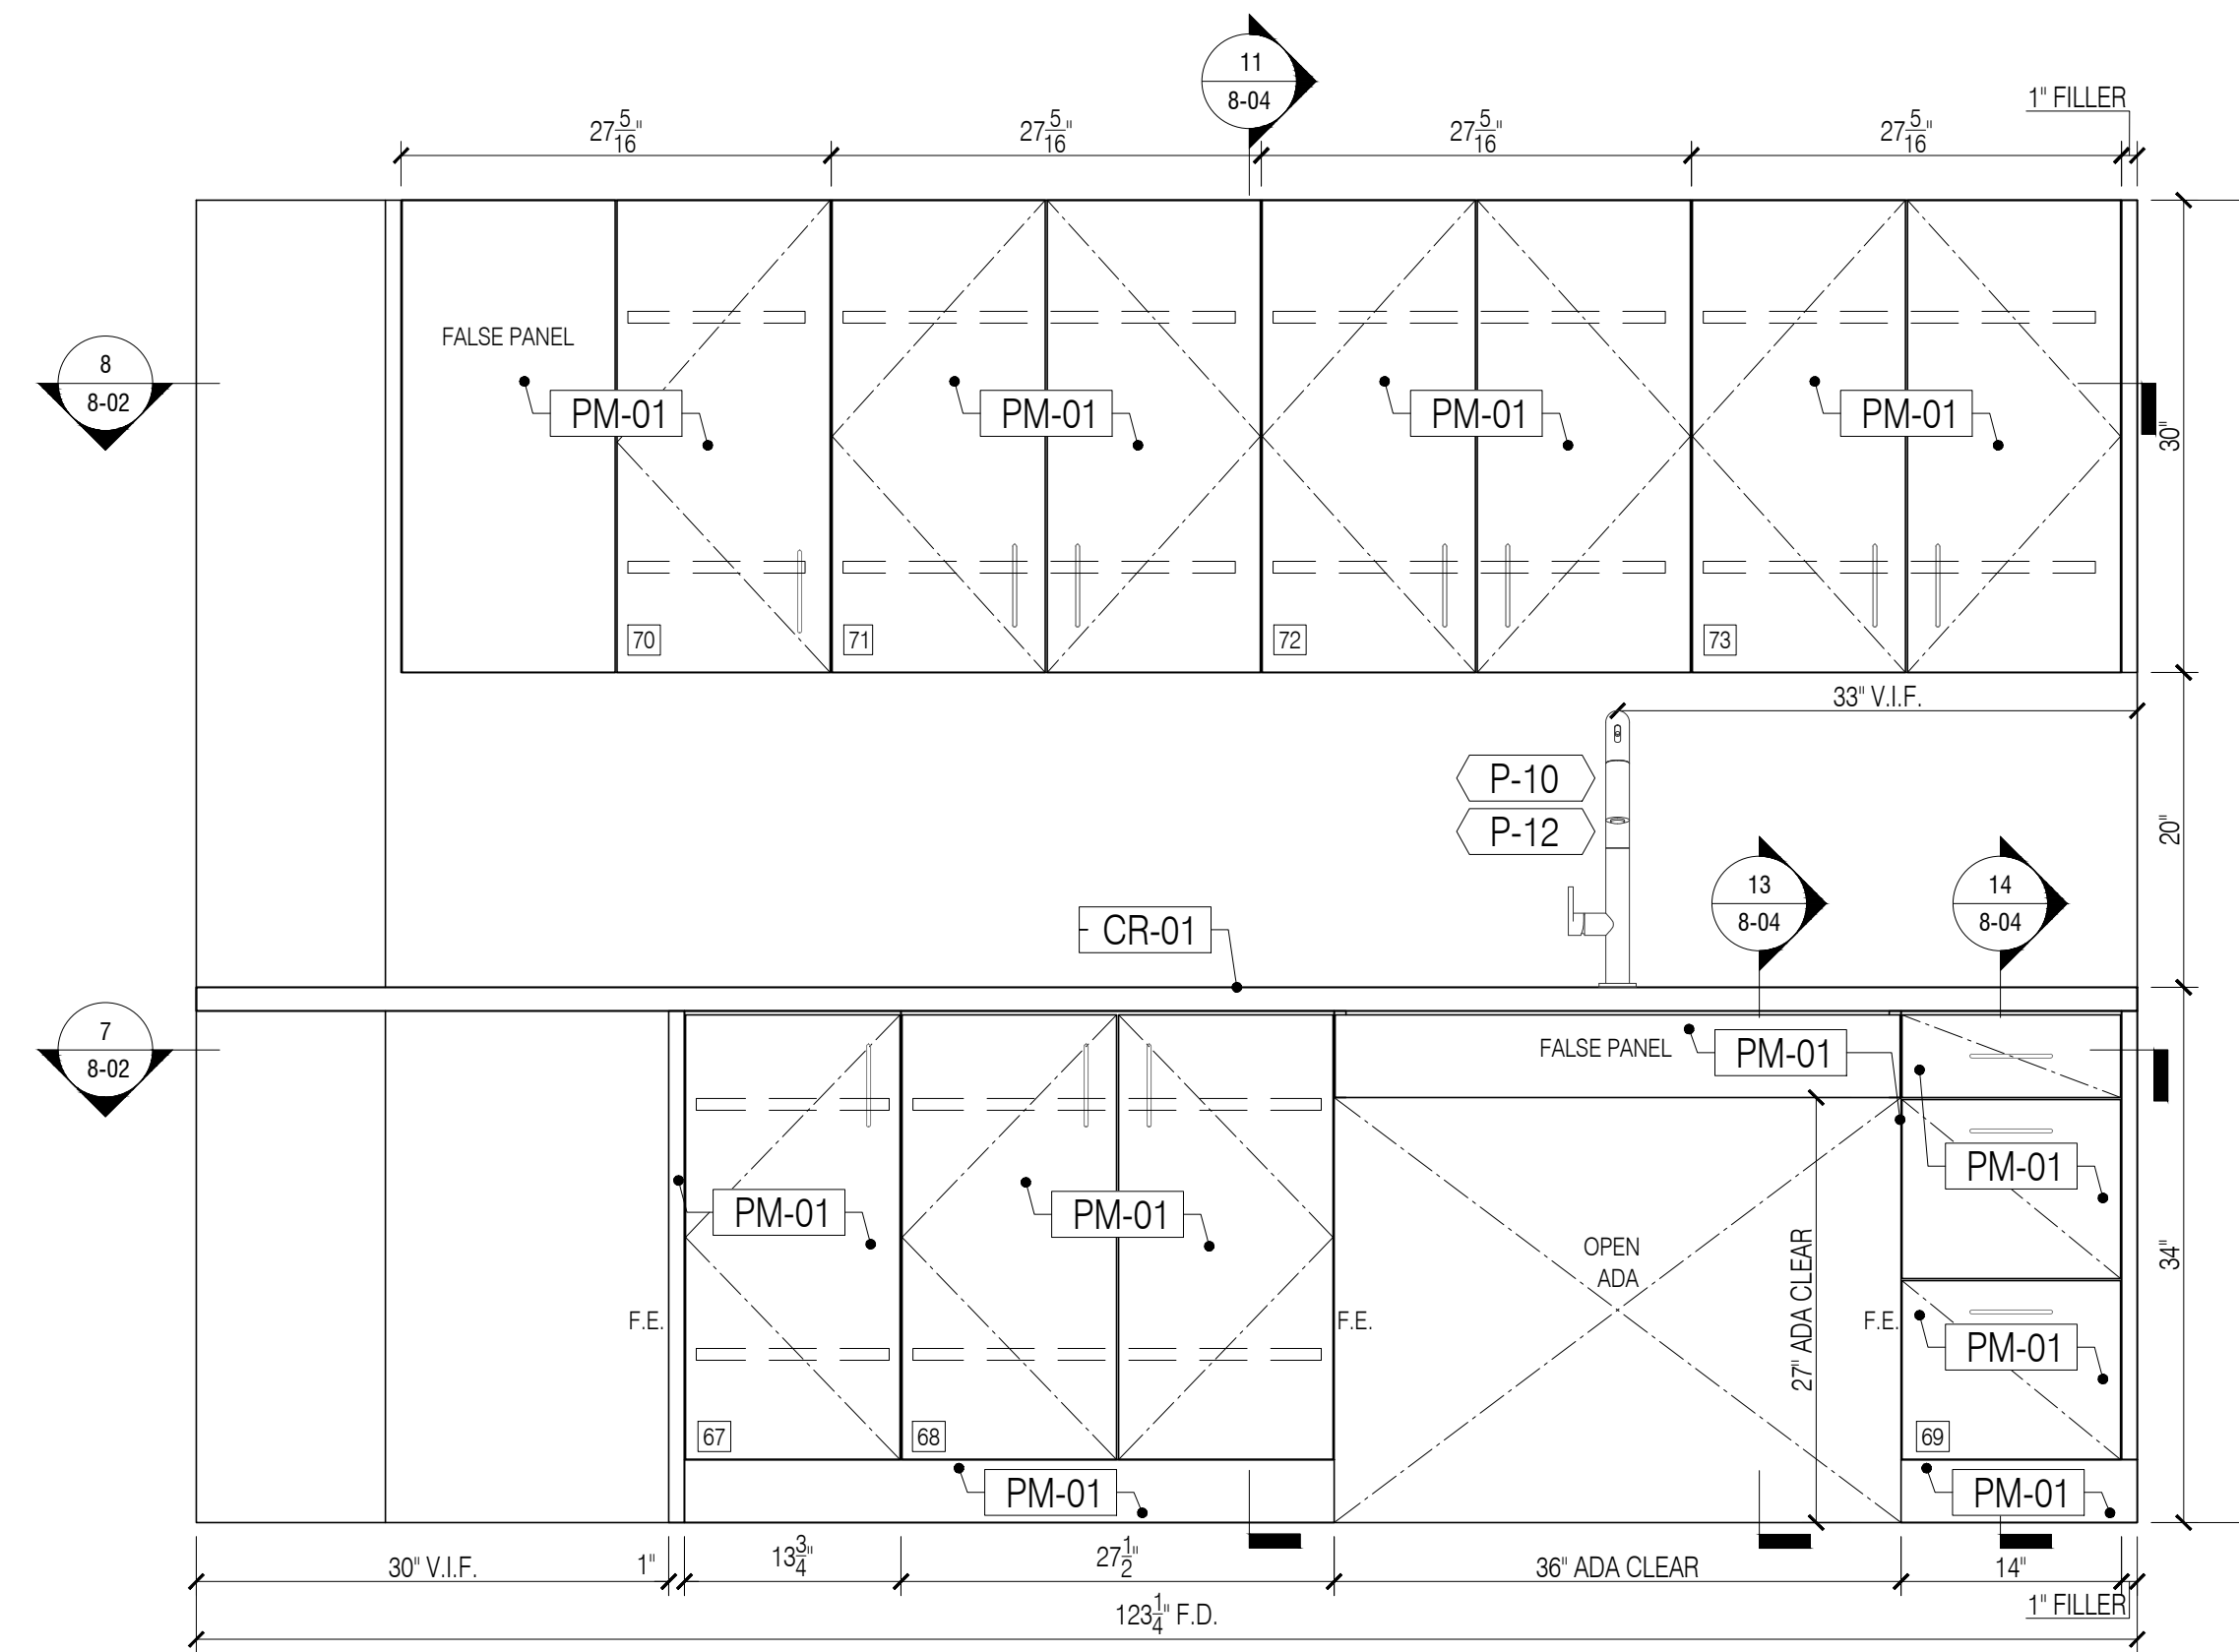 11
8-04
1" FILLER
27 5/16"
27 5/16"
27 5/16"
27 5/16"
FALSE PANEL
8
8-02
PM-01
PM-01
PM-01
PM-01
30"
70
71
72
73
33" V.I.F.
P-10
P-12
20"
13
8-04
14
8-04
CR-01
7
8-02
FALSE PANEL
PM-01
PM-01
PM-01
PM-01
OPEN
ADA
27" ADA CLEAR
34"
F.E.
F.E.
F.E.
PM-01
67
68
69
PM-01
PM-01
30" V.I.F.
1"
13 3/4"
27 1/2"
36" ADA CLEAR
14"
1" FILLER
123 1/4" F.D.